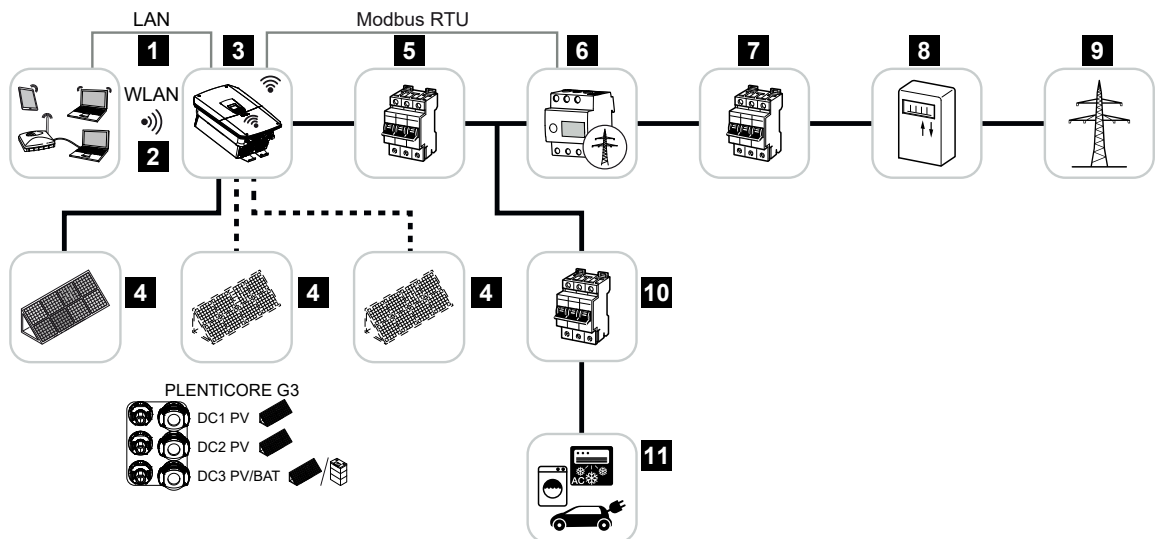 LAN
Modbus RTU
1
3
5
6
7
8
9
WLAN
2
4
4
4
10
PLENTICORE G3
DC1 PV
DC2 PV
DC3 PV/BAT
11
AC